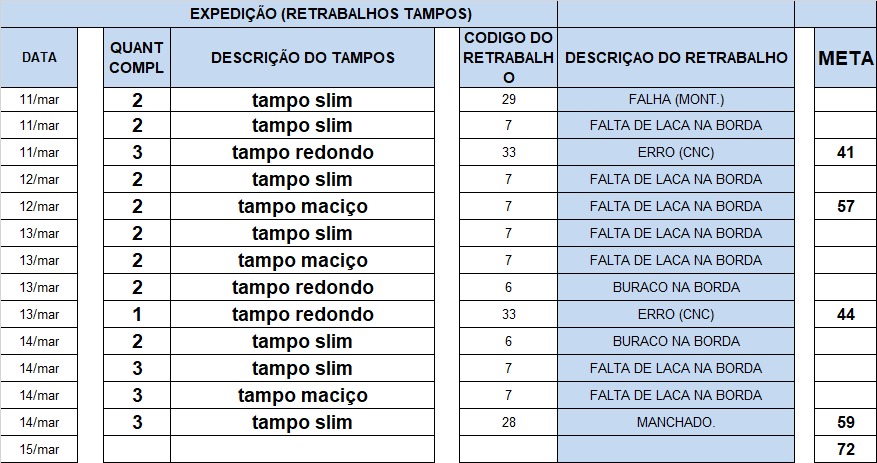 EXPEDIÇÃO (RETRABALHOS TAMPOS)
DATA QUANT COMPL DESCRIÇÃO DO TAMPOS CODIGO DO RETRABALHO DESCRIÇAO DO RETRABALHO META
11/mar 2 tampo slim 29 FALHA (MONT.)
11/mar 2 tampo slim 7 FALTA DE LACA NA BORDA
11/mar 3 tampo redondo 33 ERRO (CNC) 41
12/mar 2 tampo slim 7 FALTA DE LACA NA BORDA
12/mar 2 tampo maciço 7 FALTA DE LACA NA BORDA 57
13/mar 2 tampo slim 7 FALTA DE LACA NA BORDA
13/mar 2 tampo maciço 7 FALTA DE LACA NA BORDA
13/mar 2 tampo redondo 6 BURACO NA BORDA
13/mar 1 tampo redondo 33 ERRO (CNC) 44
14/mar 2 tampo slim 6 BURACO NA BORDA
14/mar 3 tampo slim 7 FALTA DE LACA NA BORDA
14/mar 3 tampo maciço 7 FALTA DE LACA NA BORDA
14/mar 3 tampo slim 28 MANCHADO. 59
15/mar 72